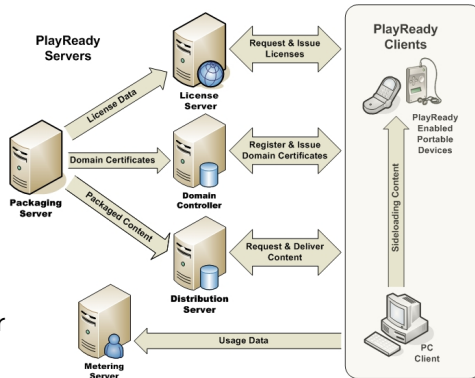 PlayReady
Servers
Request & Issue
Licenses
License Data
License
Server
Packaging
Server
Domain Certificates
Register & Issue
Domain Certificates
Domain
Controller
Packaged Content
Request & Deliver
Content
Distribution
Server
Usage Data
Metering
Server
PlayReady
Clients
PlayReady
Enabled
Portable
Devices
Sideloading Content
PC
Client
r